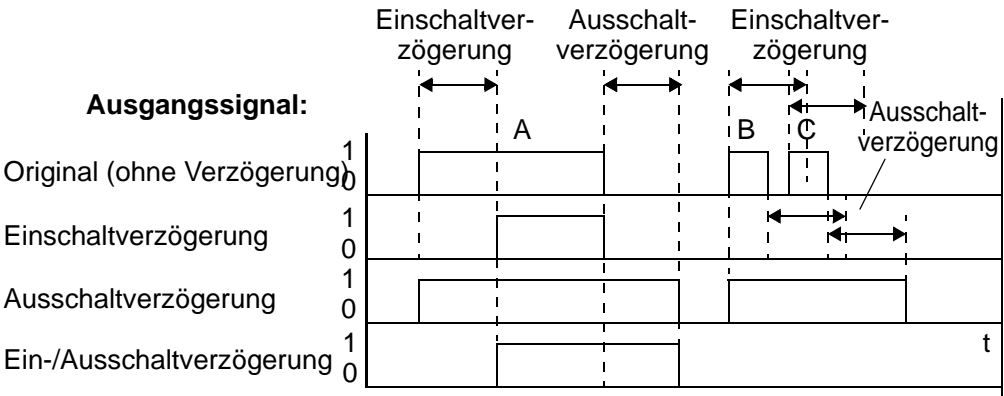 Einschaltver-
zögerung
Ausschalt-
verzögerung
Einschaltver-
zögerung
Ausgangssignal:
Ausschalt-
verzögerung
A
B
C
Original (ohne Verzögerung)
1
0
Einschaltverzögerung
1
0
Ausschaltverzögerung
1
0
Ein-/Ausschaltverzögerung
1
0
t